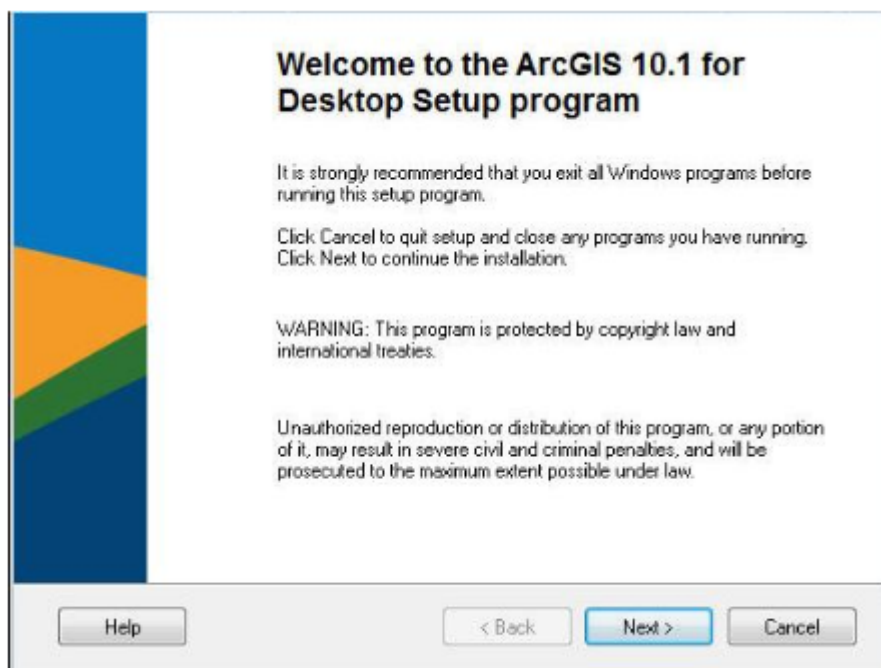 Welcome to the ArcGIS 10.1 for
Desktop Setup program
It is strongly recommended that you exit all Windows programs before
running this setup program.
Click Cancel to quit setup and close any programs you have running.
Click Next to continue the installation.
WARNING: This program is protected by copyright law and
international treaties.
Unauthorized reproduction or distribution of this program, or any portion
of it, may result in severe civil and criminal penalties, and will be
prosecuted to the maximum extent possible under law.
Help < Back Next > Cancel